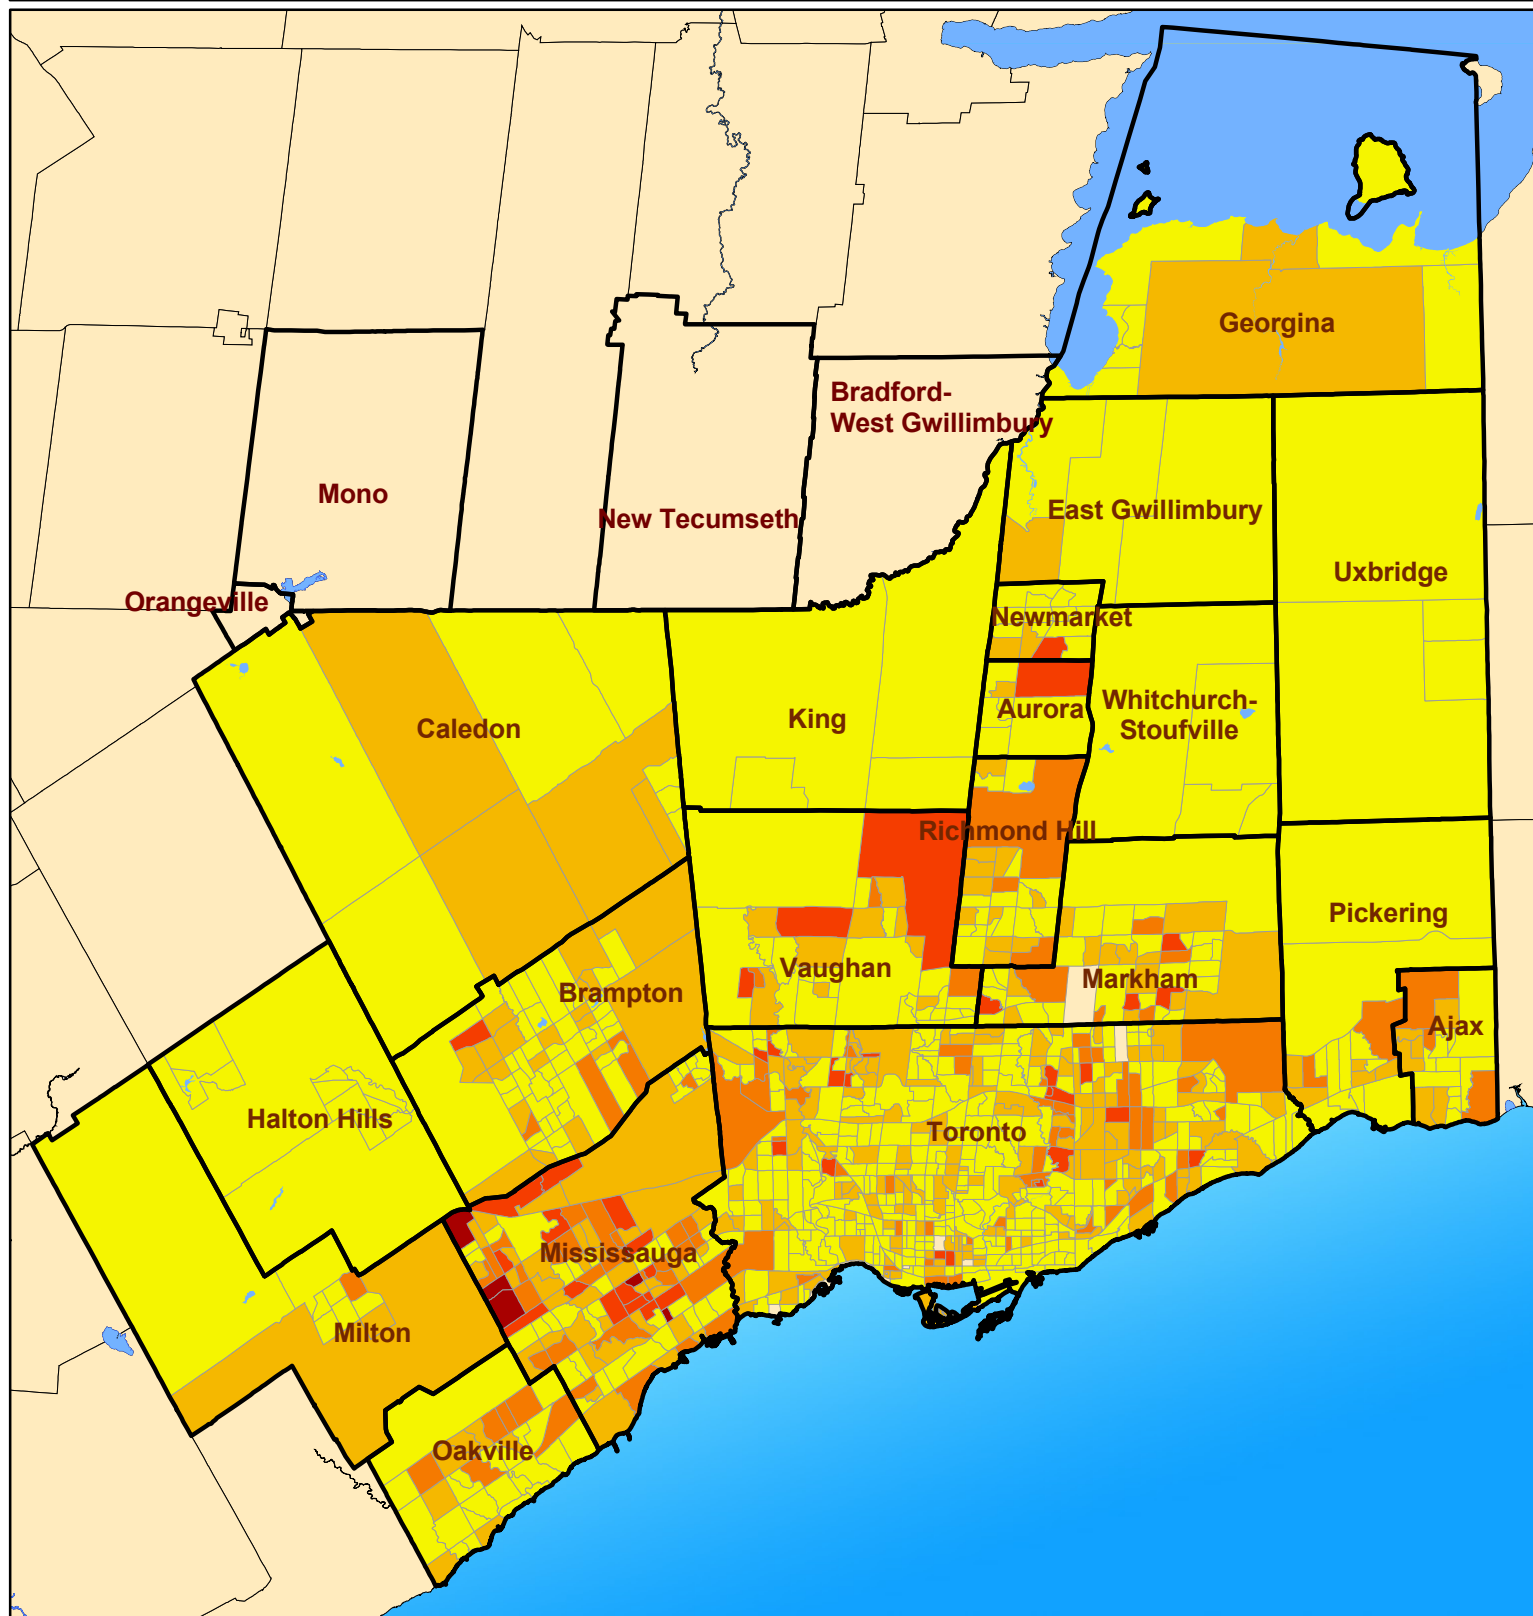 Georgina
Bradford-
West Gwillimbury
Mono
New Tecumseth
East Gwillimbury
Uxbridge
Orangeville
Newmarket
Caledon
King
Aurora
Whitchurch-
Stoufville
Richmond Hill
Pickering
Vaughan
Markham
Brampton
Ajax
Halton Hills
Toronto
Mississauga
Milton
Oakville